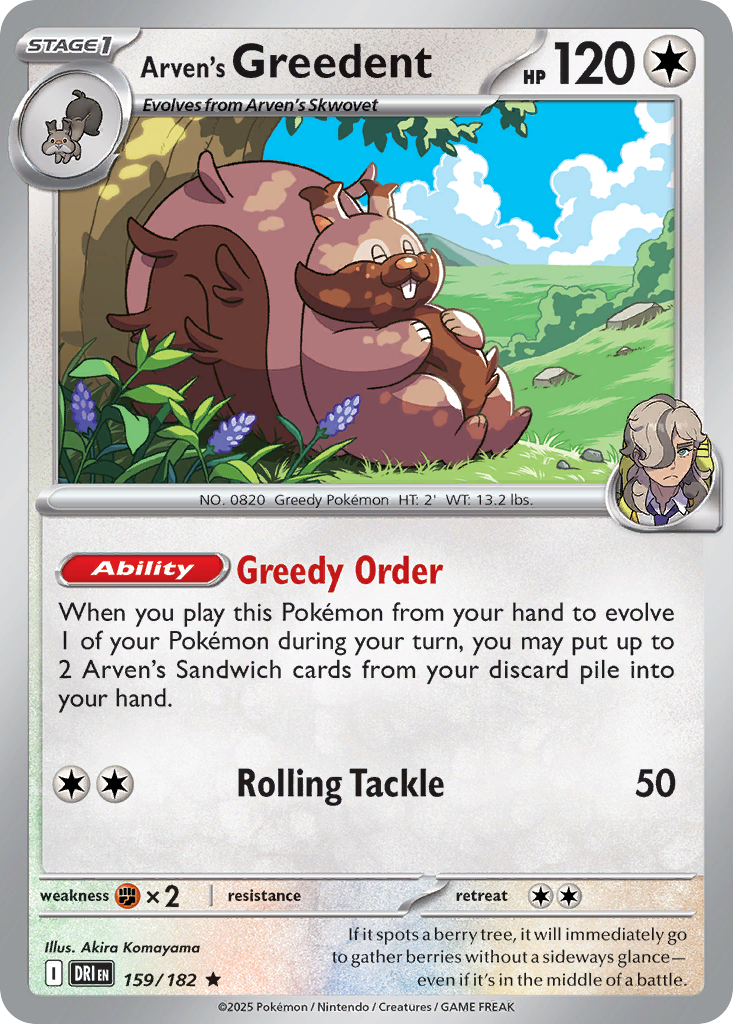 STAGE1
Arven's Greedent
HP 120
Evolves from Arven's Skwovet
NO. 0820 Greedy Pokémon HT: 2' WT: 13.2 lbs.
Ability Greedy Order
When you play this Pokémon from your hand to evolve
1 of your Pokémon during your turn, you may put up to
2 Arven's Sandwich cards from your discard pile into
your hand.
Rolling Tackle 50
weakness ×2 resistance retreat
Illus. Akira Komayama
If it spots a berry tree, it will immediately go
to gather berries without a sideways glance—
even if it's in the middle of a battle.
I DRI EN 159/182
©2025 Pokémon / Nintendo / Creatures / GAME FREAK